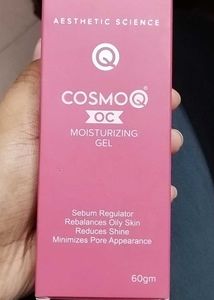 AESTHETIC SCIENCE
Q
COSMOQ®
OC
MOISTURIZING
GEL
Sebum Regulator
Rebalances Oily Skin
Reduces Shine
Minimizes Pore Appearance
60gm